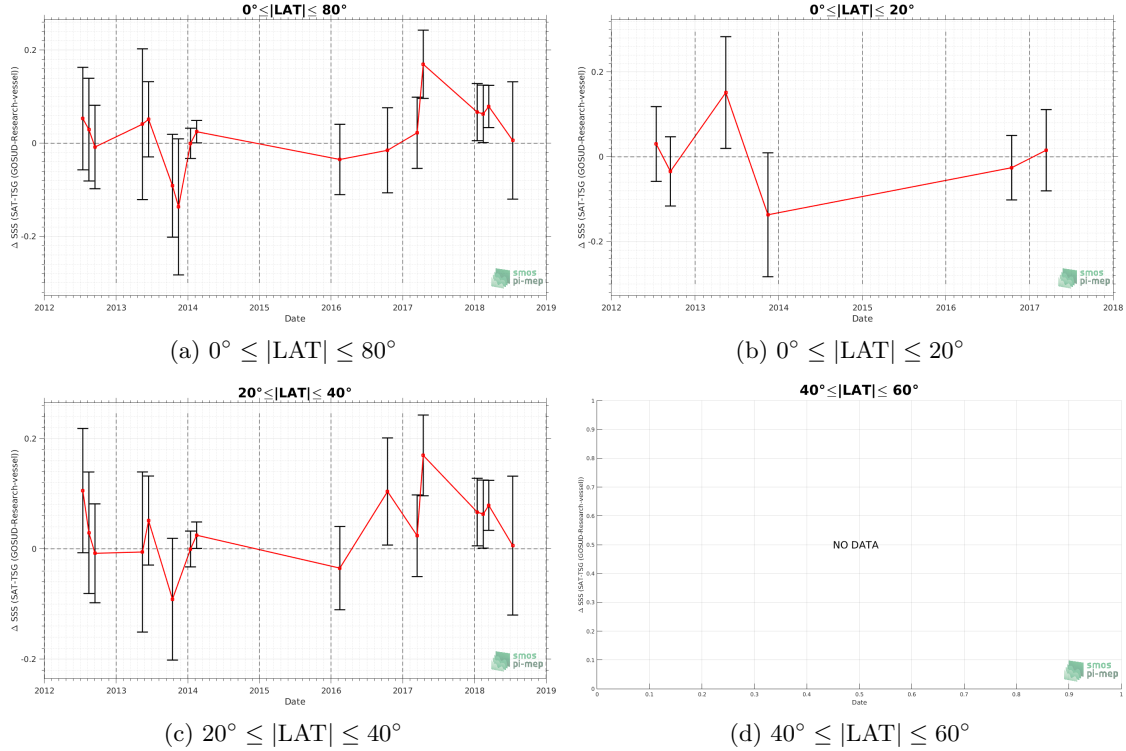 0°≤|LAT|≤ 80°
Δ SSS (SAT-TSG (GOSUD-Research-vessel))
0.2
0
-0.2
2012 2013 2014 2015 2016 2017 2018 2019
Date
smos
pi-mep
(a) 0° ≤ |LAT| ≤ 80°
0°≤|LAT|≤ 20°
Δ SSS (SAT-TSG (GOSUD-Research-vessel))
0.2
0
-0.2
2012 2013 2014 2015 2016 2017 2018
Date
smos
pi-mep
(b) 0° ≤ |LAT| ≤ 20°
20°≤|LAT|≤ 40°
Δ SSS (SAT-TSG (GOSUD-Research-vessel))
0.2
0
-0.2
2012 2013 2014 2015 2016 2017 2018 2019
Date
smos
pi-mep
(c) 20° ≤ |LAT| ≤ 40°
40°≤|LAT|≤ 60°
Δ SSS (SAT-TSG (GOSUD-Research-vessel))
1
0.9
0.8
0.7
0.6
0.5
0.4
0.3
0.2
0.1
0
NO DATA
0 0.1 0.2 0.3 0.4 0.5 0.6 0.7 0.8 0.9 1
Date
smos
pi-mep
(d) 40° ≤ |LAT| ≤ 60°